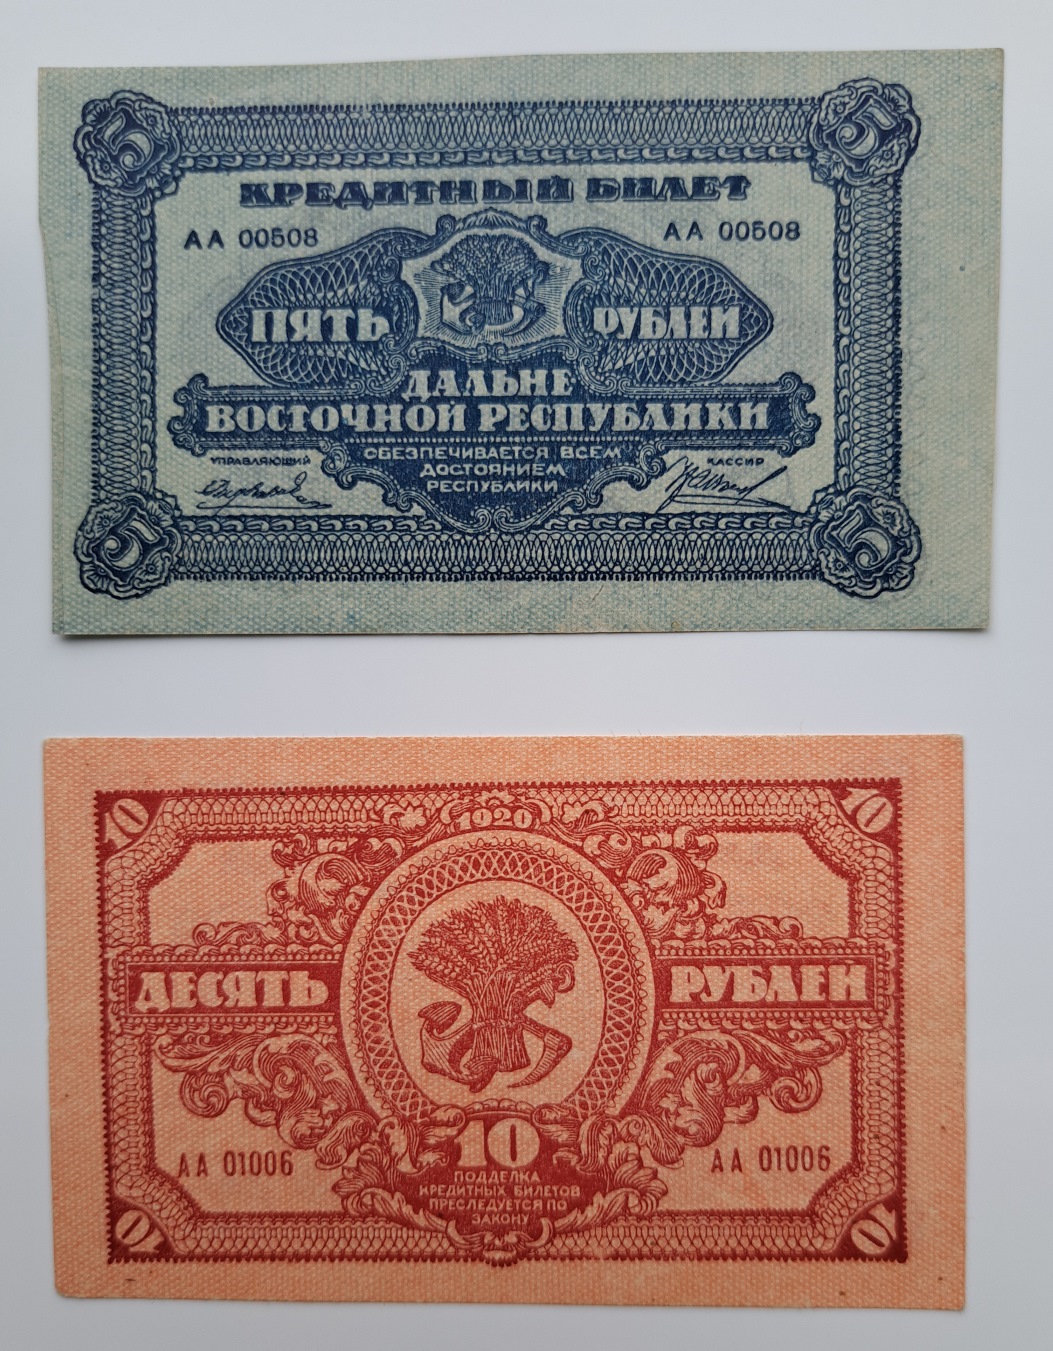 5 5
КРЕДИТНЫЙ БИЛЕТ
АА 00508 АА 00508
ПЯТЬ РУБЛЕЙ
ДАЛЬНЕ
ВОСТОЧНОЙ РЕСПУБЛИКИ
УПРАВЛЯЮЩИЙ ОБЕЗПЕЧИВАЕТСЯ ВСЕМ КАССИР
ДОСТОЯНИЕМ
РЕСПУБЛИКИ
5 5
10 1920 10
ДЕСЯТЬ РУБЛЕЙ
10
АА 01006 АА 01006
ПОДДЕЛКА
КРЕДИТНЫХ БИЛЕТОВ
ПРЕСЛЕДУЕТСЯ ПО
ЗАКОНУ
10 10